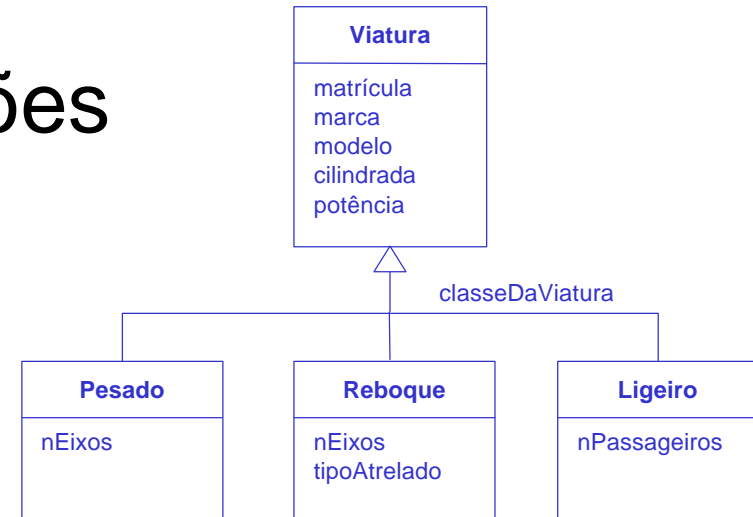 ões
Viatura
matrícula
marca
modelo
cilindrada
potência
classeDaViatura
Pesado
nEixos
Reboque
nEixos
tipoAtrelado
Ligeiro
nPassageiros